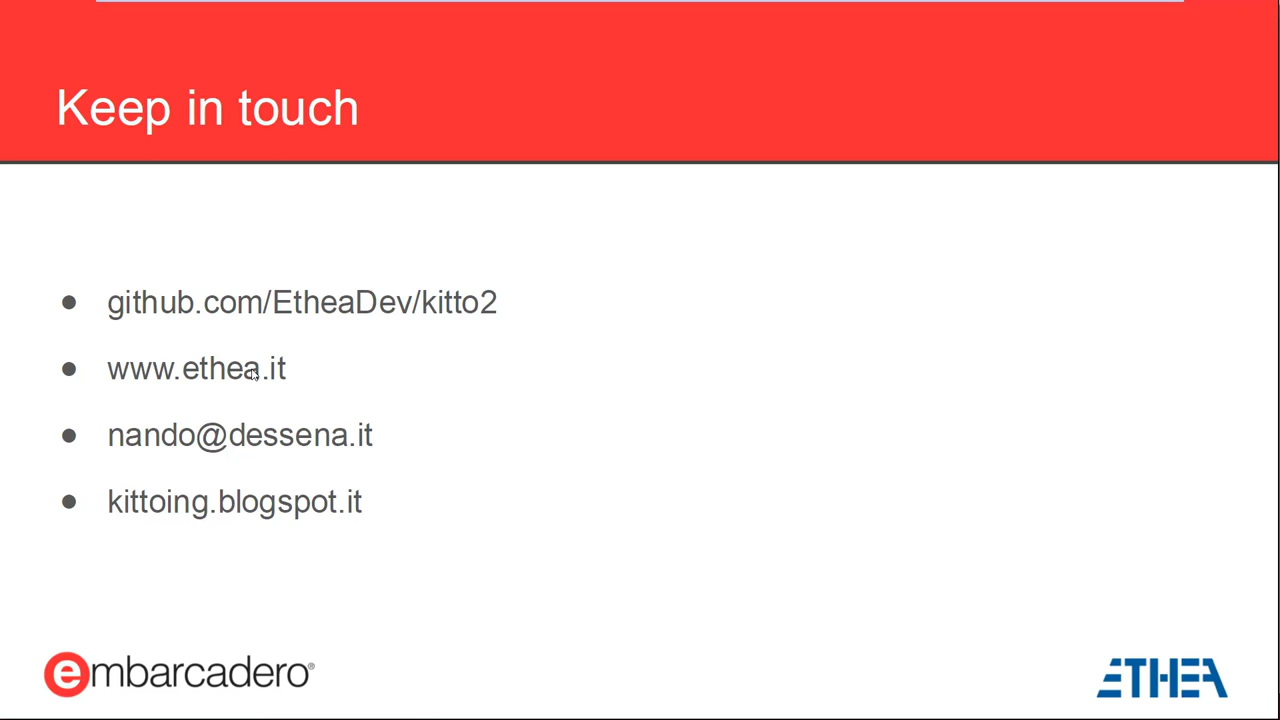 Keep in touch
github.com/EtheaDev/kitto2
www.ethea.it
nando@dessena.it
kittoing.blogspot.it
embarcadero®
ETHEA